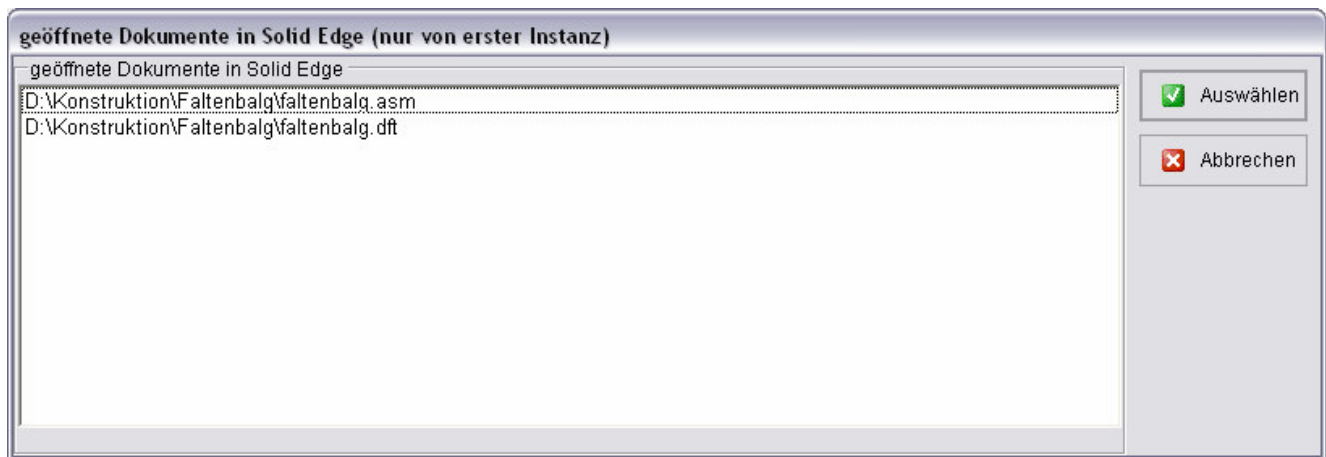 geöffnete Dokumente in Solid Edge (nur von erster Instanz)
geöffnete Dokumente in Solid Edge
D:\Konstruktion\Faltenbalg\faltenbalg.asm
D:\Konstruktion\Faltenbalg\faltenbalg.dft
Auswählen
Abbrechen